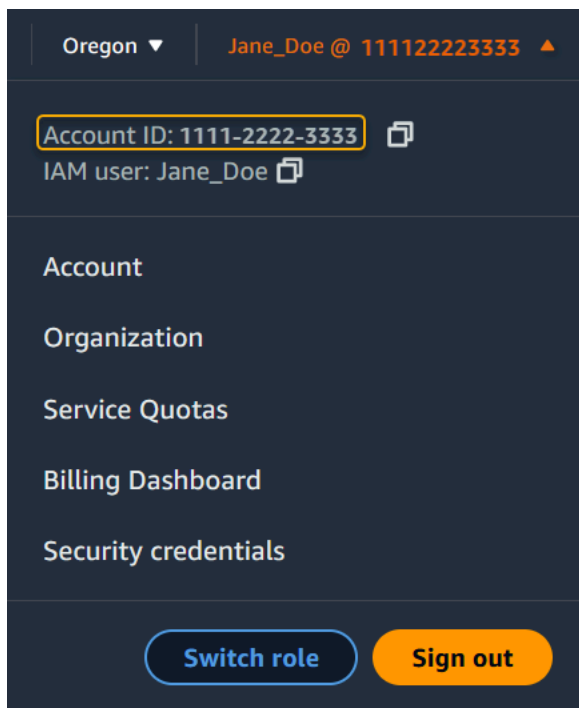 Oregon ▼ Jane_Doe @ 111122223333 ▲
Account ID: 1111-2222-3333
IAM user: Jane_Doe
Account
Organization
Service Quotas
Billing Dashboard
Security credentials
Switch role Sign out